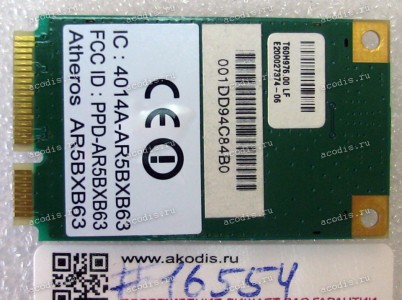 IC : 4014A-AR5BXB63
FCC ID : PPD-AR5BXB63
Atheros AR5BXB63
CE
001DD94C84B0
T60H976.00 LF
E200027374-06
www.akodis.ru
#16554